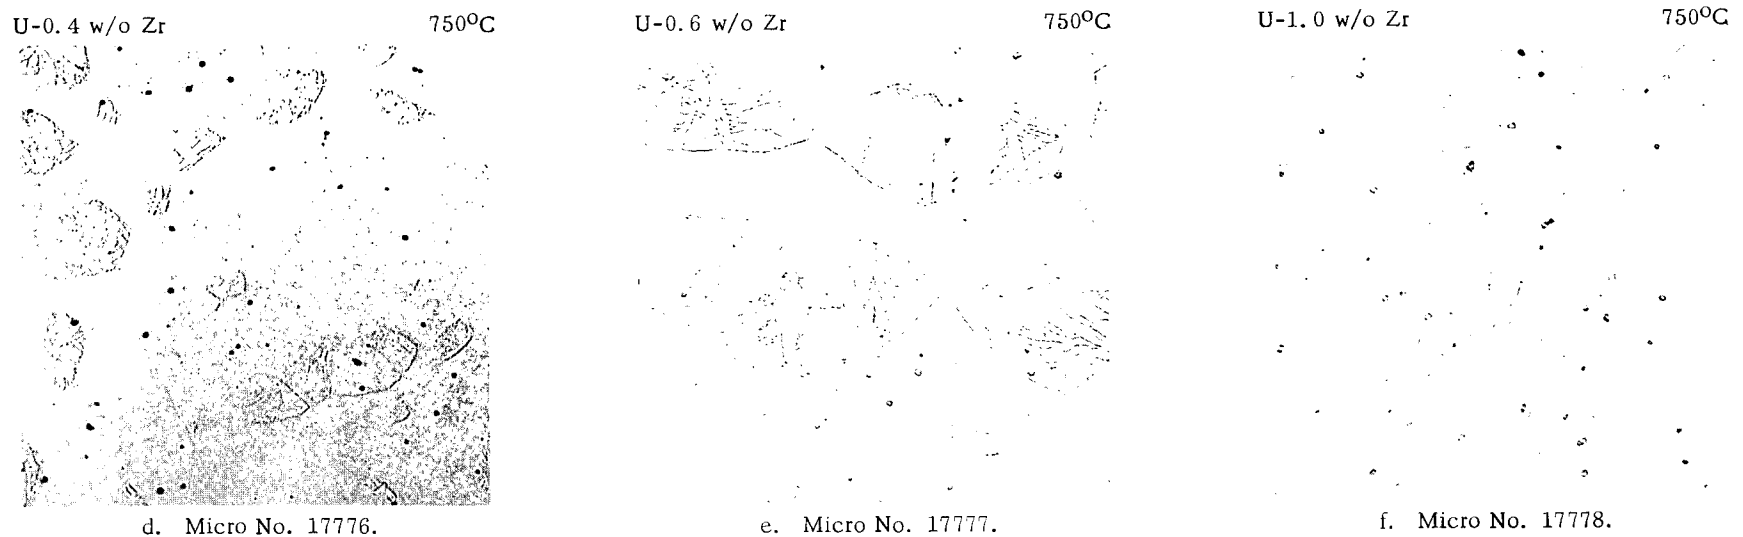 U-0.4 w/o Zr 750°C
U-0.6 w/o Zr 750°C
U-1.0 w/o Zr 750°C
d. Micro No. 17776.
e. Micro No. 17777.
f. Micro No. 17778.